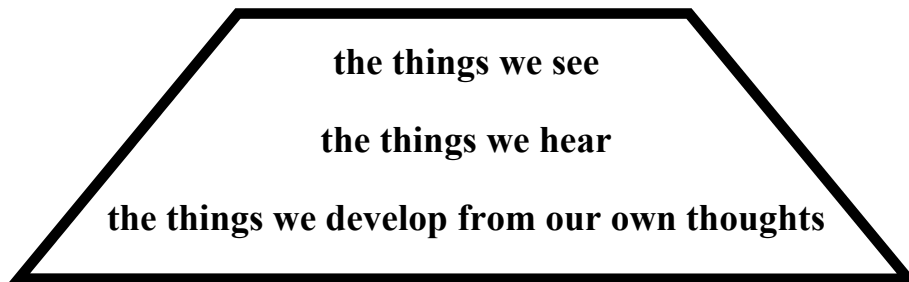 the things we see
the things we hear
the things we develop from our own thoughts